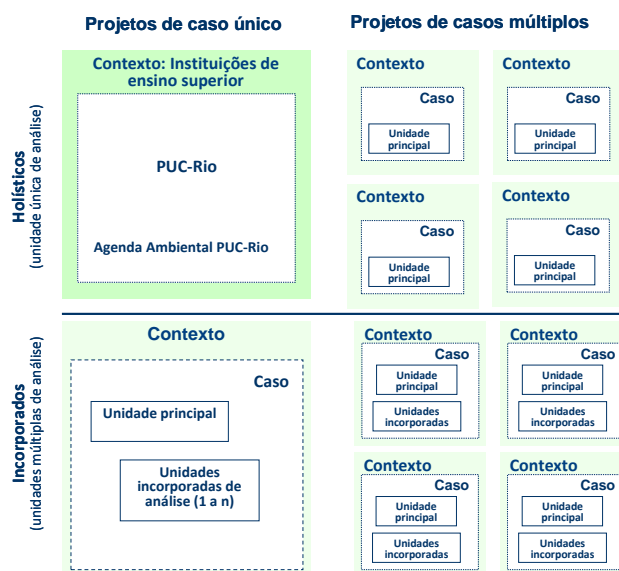 Projetos de caso único
Projetos de casos múltiplos
Holísticos
(unidade única de análise)
Contexto: Instituições de
ensino superior
PUC-Rio
Agenda Ambiental PUC-Rio
Contexto
Caso
Unidade
principal
Contexto
Caso
Unidade
principal
Contexto
Caso
Unidade
principal
Contexto
Caso
Unidade
principal
Incorporados
(unidades múltiplas de análise)
Contexto
Caso
Unidade principal
Unidades
incorporadas de
análise (1 a n)
Contexto
Caso
Unidade
principal
Unidades
incorporadas
Contexto
Caso
Unidade
principal
Unidades
incorporadas
Contexto
Caso
Unidade
principal
Unidades
incorporadas
Contexto
Caso
Unidade
principal
Unidades
incorporadas